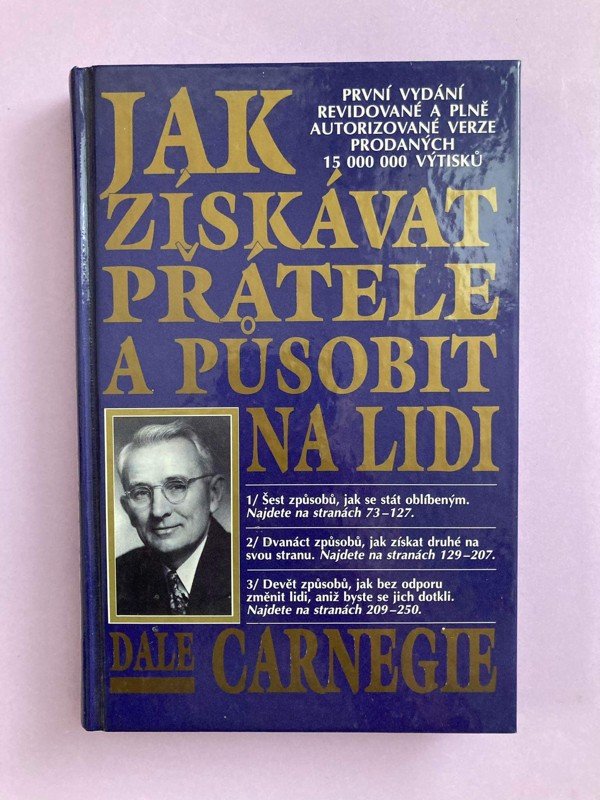 JAK
PRVNÍ VYDÁNÍ
REVIDOVANÉ A PLNĚ
AUTORIZOVANÉ VERZE
PRODANÝCH
15 000 000 VÝTISKŮ
ZÍSKÁVAT
PŘÁTELE
A PŮSOBIT
NA LIDI
1/ Šest způsobů, jak se stát oblíbeným.
Najdete na stranách 73–127.
2/ Dvanáct způsobů, jak získat druhé na
svou stranu. Najdete na stranách 129–207.
3/ Devět způsobů, jak bez odporu
změnit lidi, aniž byste se jich dotkli.
Najdete na stranách 209–250.
DALE CARNEGIE